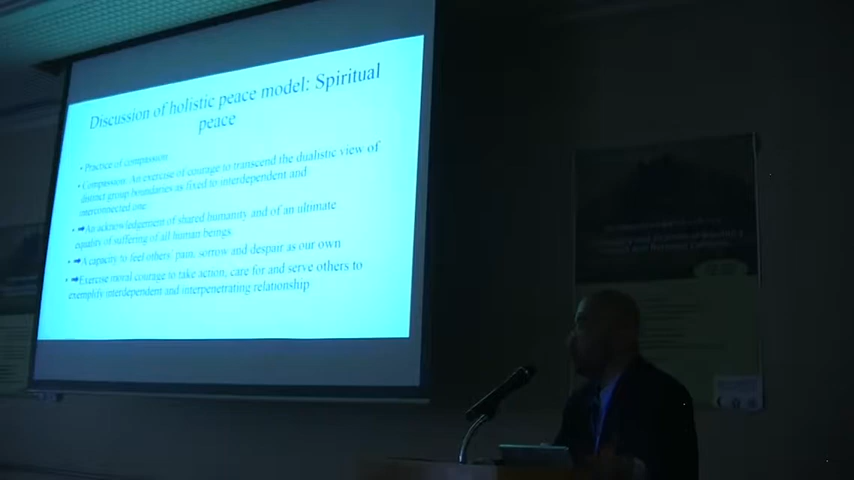 Discussion of holistic peace model: Spiritual
peace
• Practice of compassion:
• Compassion: An exercise of courage to transcend the dualistic view of
distinct group boundaries as fixed to interdependent and
interconnected one.
• ➡An acknowledgement of shared humanity and of an ultimate
equality of suffering of all human beings.
• ➡A capacity to feel others' pain, sorrow and despair as our own
• ➡Exercise moral courage to take action, care for and serve others to
exemplify interdependent and interpenetrating relationship